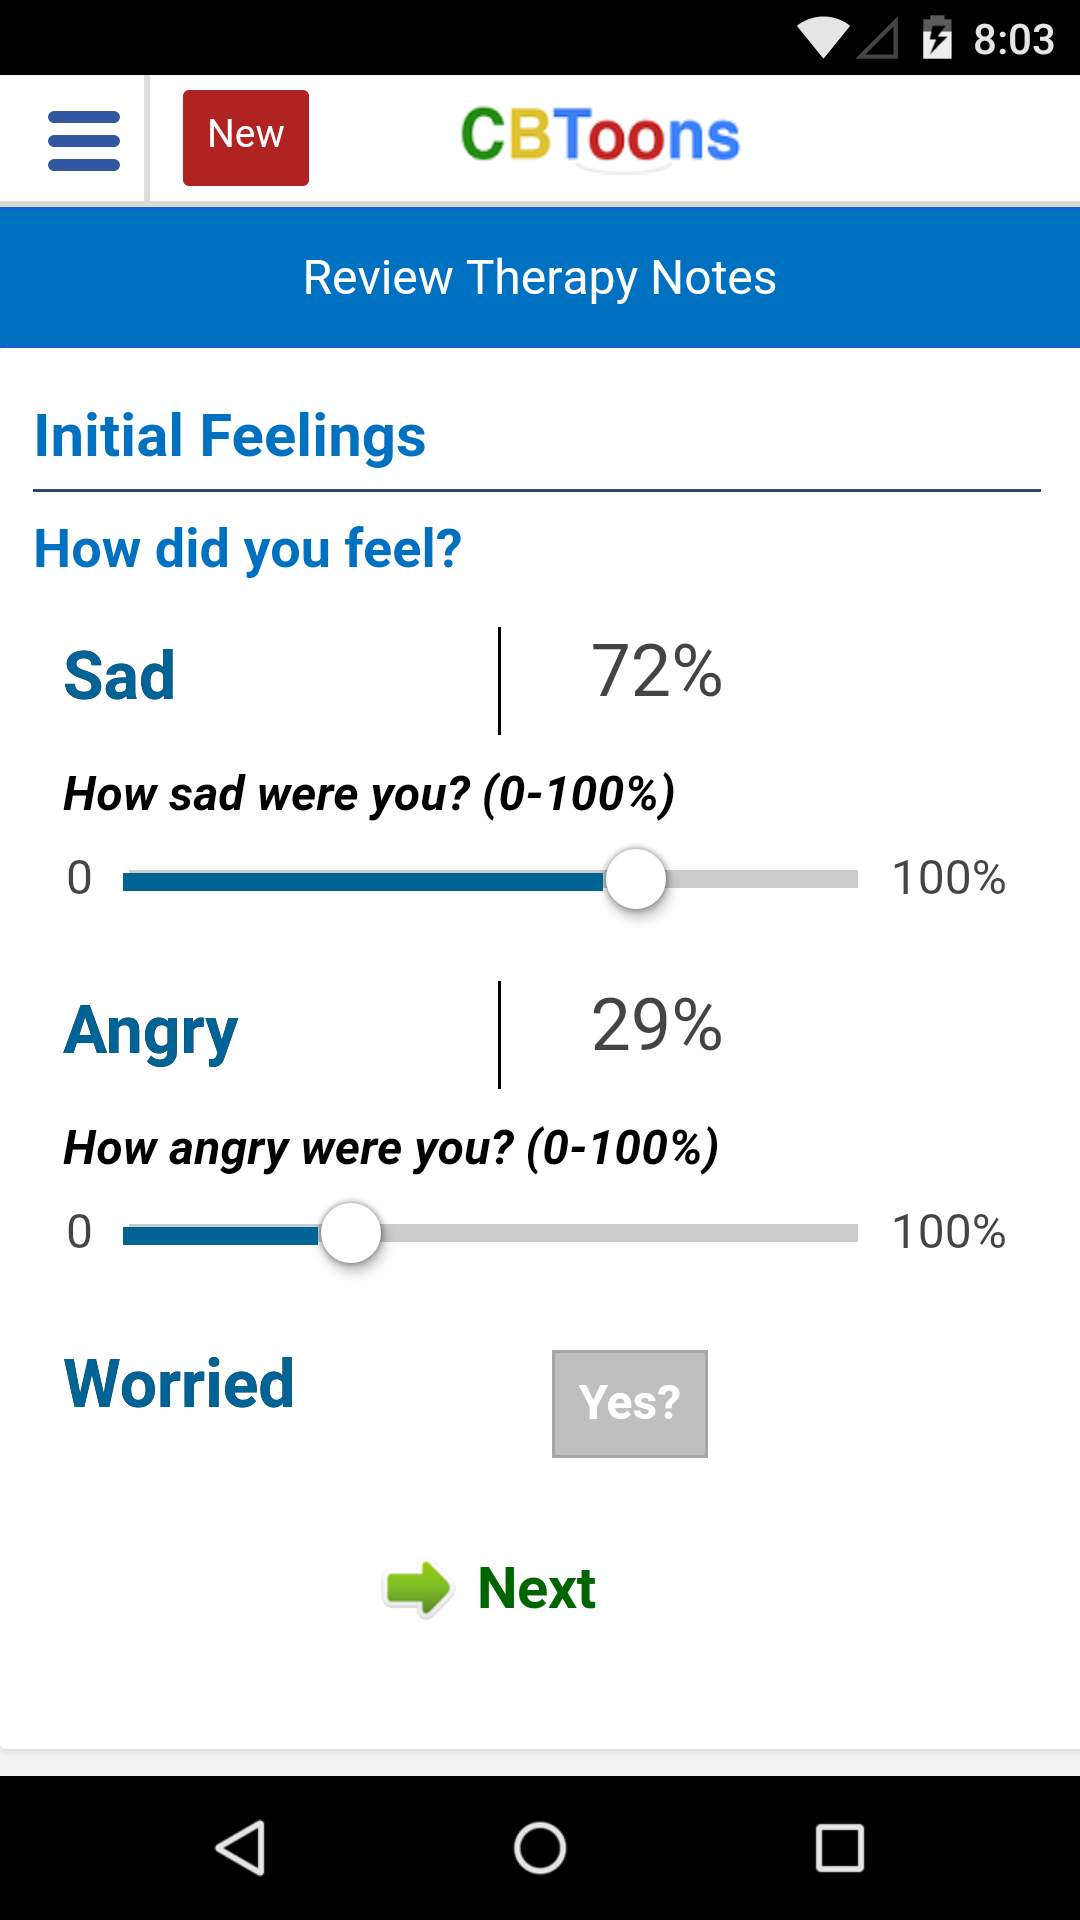 8:03
New
CBToons
Review Therapy Notes
Initial Feelings
How did you feel?
Sad 72%
How sad were you? (0-100%)
0 100%
Angry 29%
How angry were you? (0-100%)
0 100%
Worried Yes?
Next